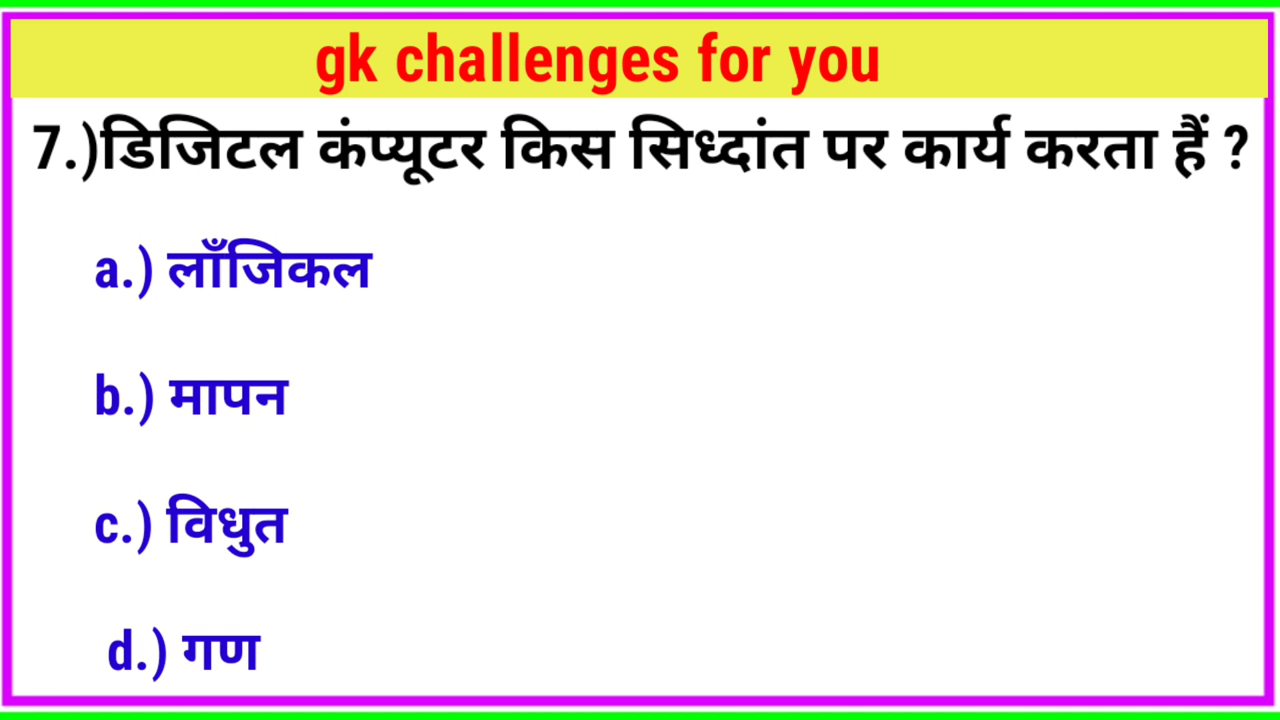 gk challenges for you
7.)डिजिटल कंप्यूटर किस सिध्दांत पर कार्य करता हैं ?
a.) लाँजिकल
b.) मापन
c.) विधुत
d.) गण